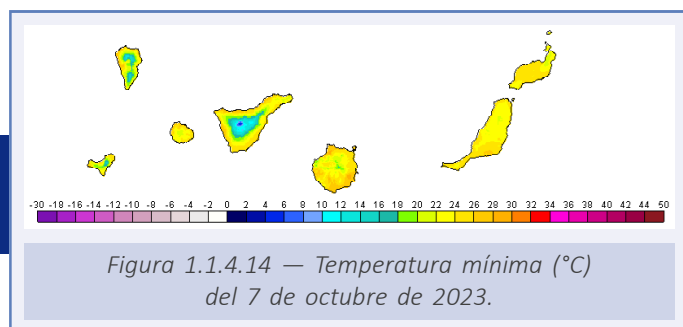 -30 -18 -16 -14 -12 -10 -8 -6 -4 -2 0 2 4 6 8 10 12 14 16 18 20 22 24 26 28 30 32 34 36 38 40 42 44 50
Figura 1.1.4.14 — Temperatura mínima (°C)
del 7 de octubre de 2023.